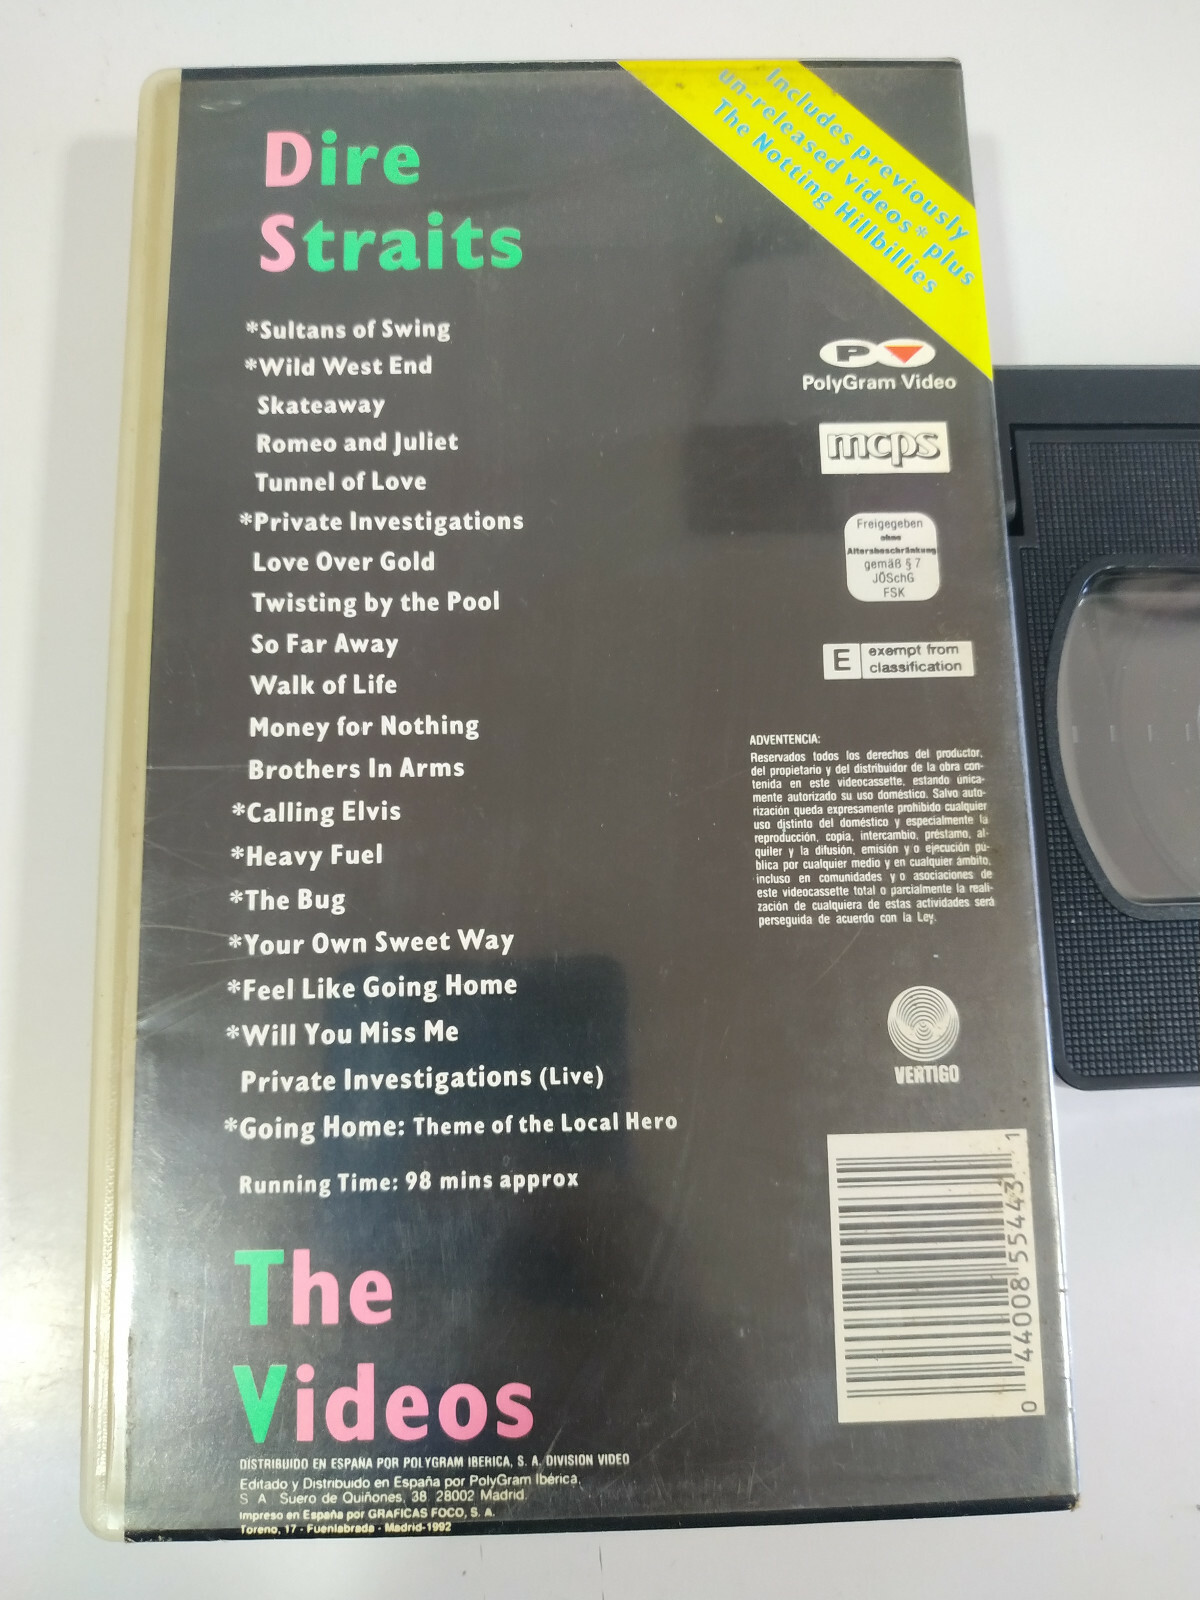 Dire
Straits
Includes previously
un-released videos* plus
The Notting Hillbillies
*Sultans of Swing
*Wild West End
Skateaway
Romeo and Juliet
Tunnel of Love
*Private Investigations
Love Over Gold
Twisting by the Pool
So Far Away
Walk of Life
Money for Nothing
Brothers In Arms
*Calling Elvis
*Heavy Fuel
*The Bug
*Your Own Sweet Way
*Feel Like Going Home
*Will You Miss Me
Private Investigations (Live)
*Going Home: Theme of the Local Hero
Running Time: 98 mins approx
P
PolyGram Video
mcps
Freigegeben
ohne
Altersbeschränkung
gemäß § 7
JÖSchG
FSK
E exempt from
classification
ADVENTENCIA:
Reservados todos los derechos del productor,
del propietario y del distribuidor de la obra con-
tenida en este videocassette, estando única-
mente autorizado su uso doméstico. Salvo auto-
rización queda expresamente prohibido cualquier
uso distinto del doméstico y especialmente la
reproducción, copia, intercambio, préstamo, al-
quiler y la difusión, emisión y o ejecución pú-
blica por cualquier medio y en cualquier ámbito,
incluso en comunidades y o asociaciones de
este videocassette total o parcialmente la reali-
zación de cualquiera de estas actividades será
perseguida de acuerdo con la Ley.
VERTIGO
0 44008 55443 1
The
Videos
DISTRIBUIDO EN ESPAÑA POR POLYGRAM IBERICA, S. A. DIVISION VIDEO
Editado y Distribuido en España por PolyGram Ibérica,
S A Suero de Quiñones, 38. 28002 Madrid.
Impreso en España por GRAFICAS FOCO, S. A.
Toreno, 17 - Fuenlabrada - Madrid-1992